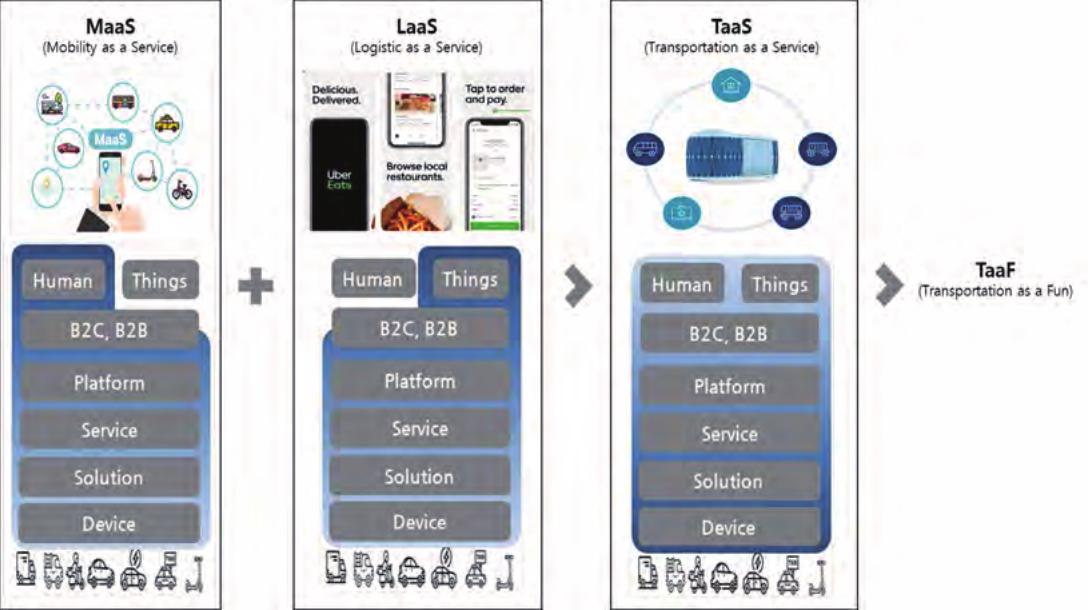 MaaS
(Mobility as a Service)
MaaS
Human
Things
B2C, B2B
Platform
Service
Solution
Device
LaaS
(Logistic as a Service)
Delicious.
Delivered.
Uber
Eats
Browse local
restaurants.
Tap to order
and pay.
Human
Things
B2C, B2B
Platform
Service
Solution
Device
TaaS
(Transportation as a Service)
Human
Things
B2C, B2B
Platform
Service
Solution
Device
TaaF
(Transportation as a Fun)